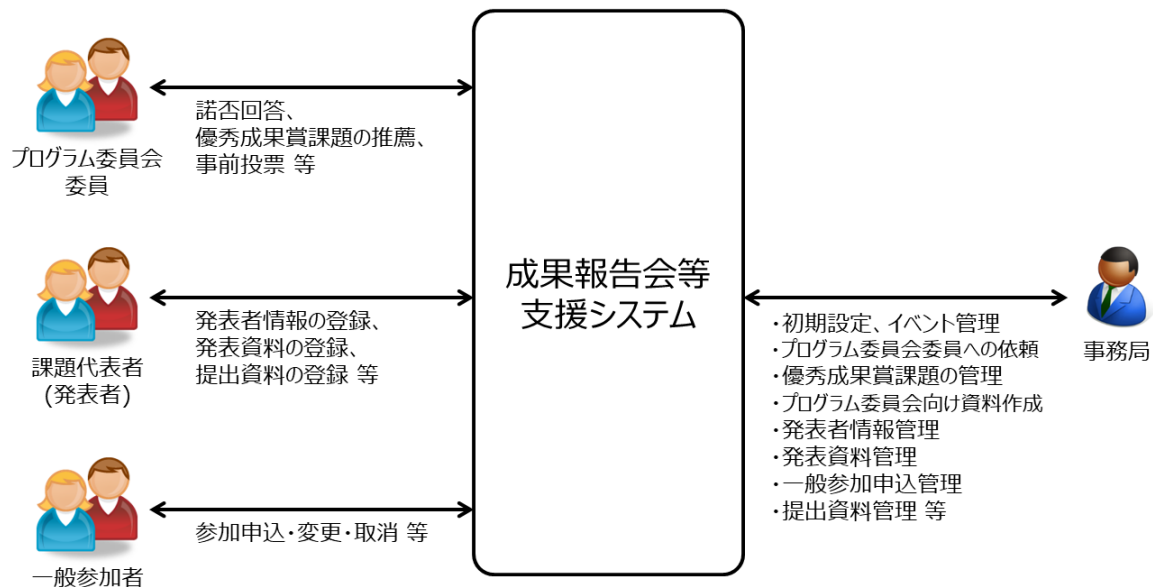 諾否回答、
優秀成果賞課題の推薦、
事前投票 等
プログラム委員会
委員
発表者情報の登録、
発表資料の登録、
提出資料の登録 等
課題代表者
(発表者)
参加申込・変更・取消 等
一般参加者
成果報告会等
支援システム
・初期設定、イベント管理
・プログラム委員会委員への依頼
・優秀成果賞課題の管理
・プログラム委員会向け資料作成
・発表者情報管理
・発表資料管理
・一般参加申込管理
・提出資料管理 等
事務局